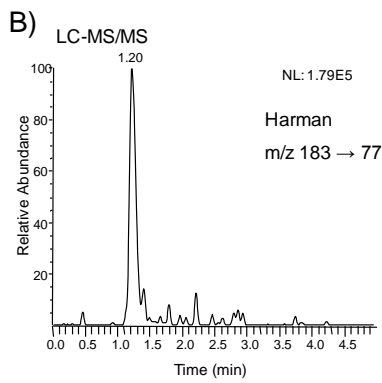 B)
LC-MS/MS
1.20
NL: 1.79E5
Harman
m/z 183 → 77
Relative Abundance
100
80
60
40
20
0.0 0.5 1.0 1.5 2.0 2.5 3.0 3.5 4.0 4.5
Time (min)